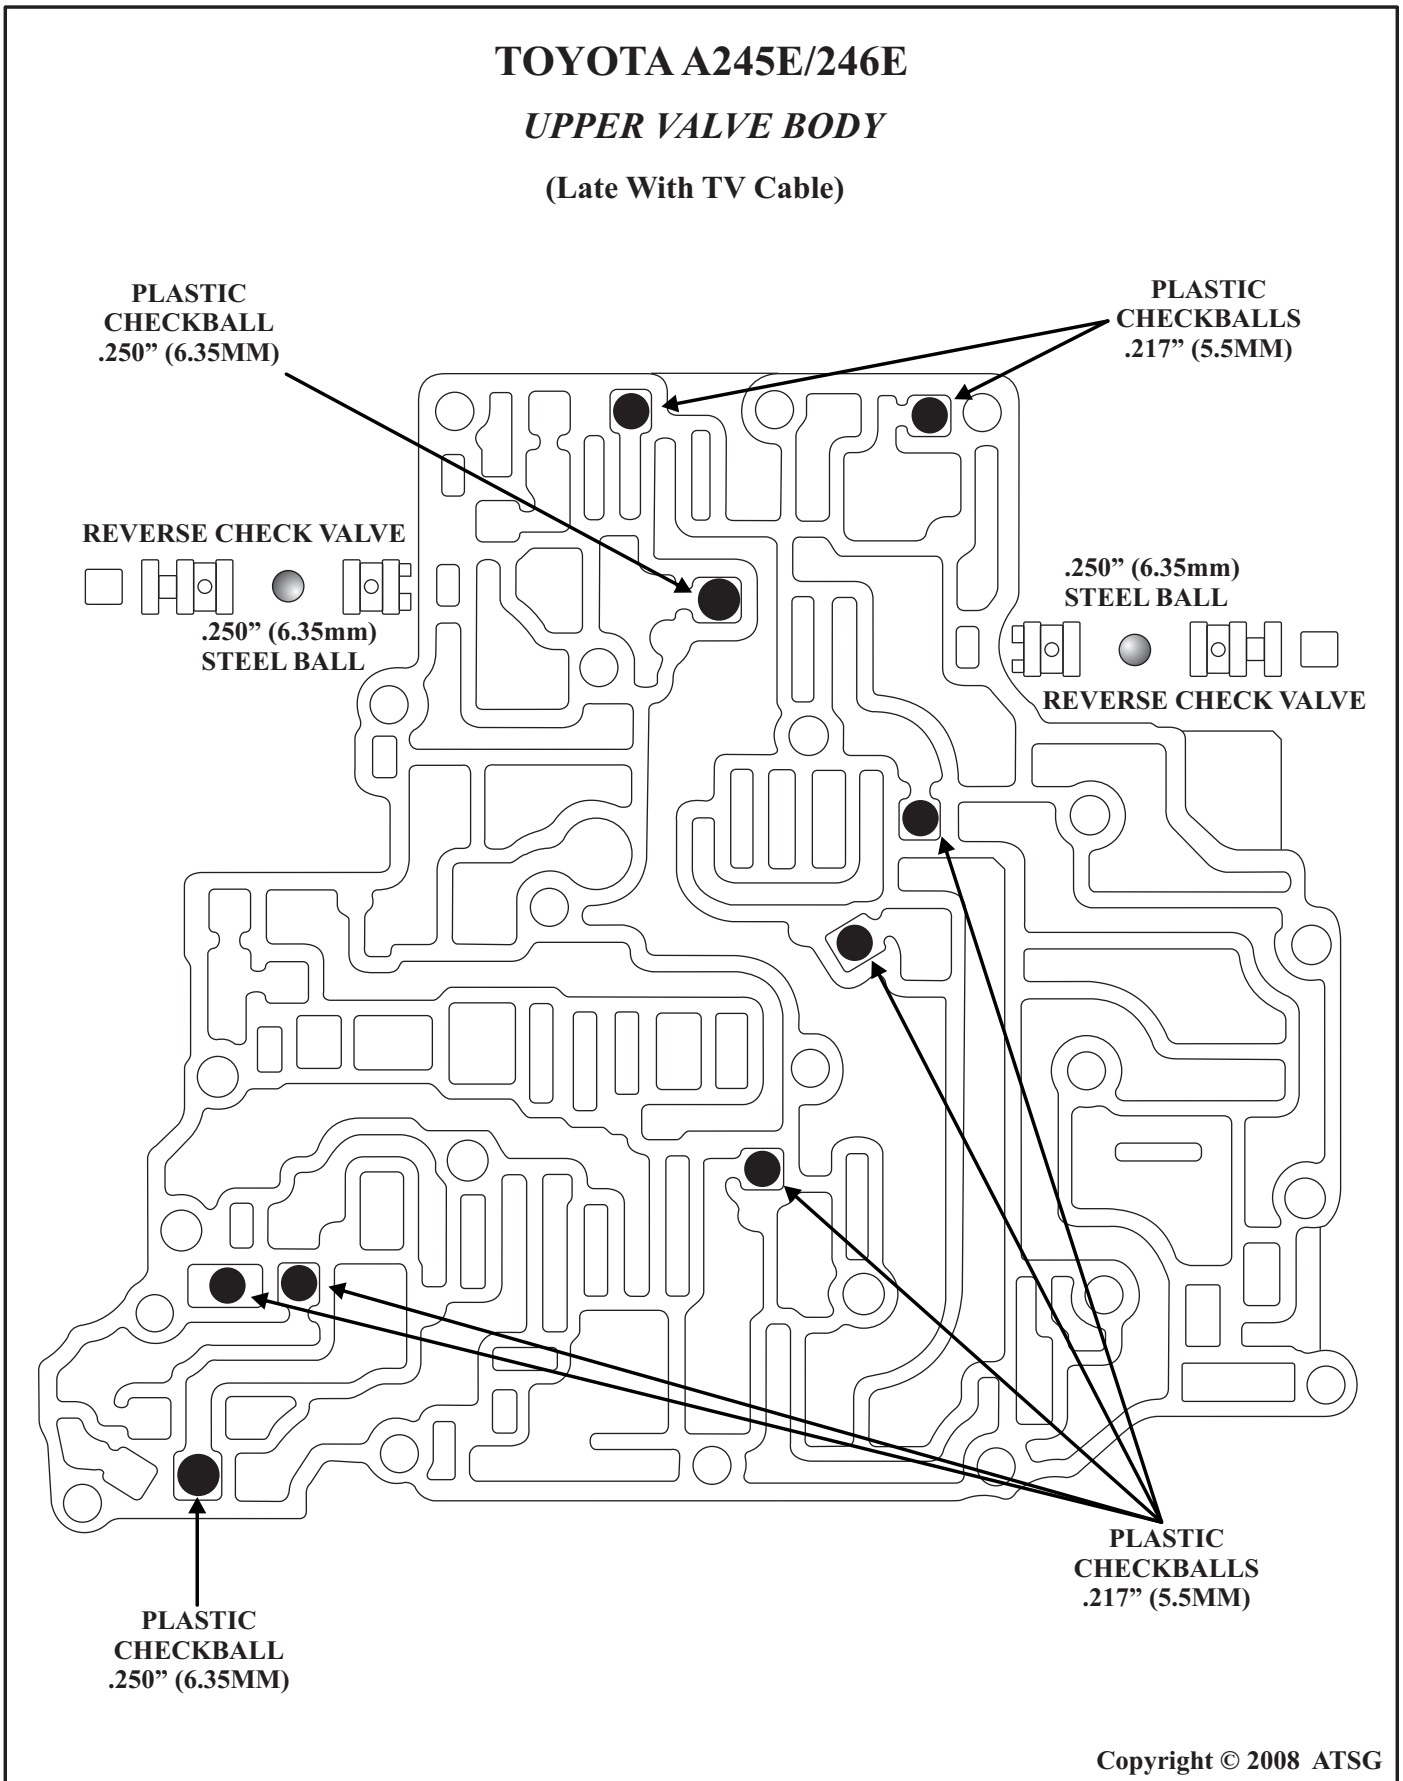 TOYOTA A245E/246E
UPPER VALVE BODY
(Late With TV Cable)
PLASTIC
CHECKBALL
.250” (6.35MM)
PLASTIC
CHECKBALLS
.217” (5.5MM)
REVERSE CHECK VALVE
.250” (6.35mm)
STEEL BALL
.250” (6.35mm)
STEEL BALL
REVERSE CHECK VALVE
PLASTIC
CHECKBALLS
.217” (5.5MM)
PLASTIC
CHECKBALL
.250” (6.35MM)
Copyright © 2008 ATSG